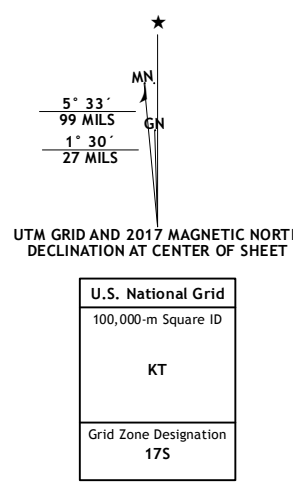 MN
5° 33´
99 MILS
GN
1° 30´
27 MILS
UTM GRID AND 2017 MAGNETIC NORT
DECLINATION AT CENTER OF SHEET
U.S. National Grid
100,000-m Square ID
KT
Grid Zone Designation
17S